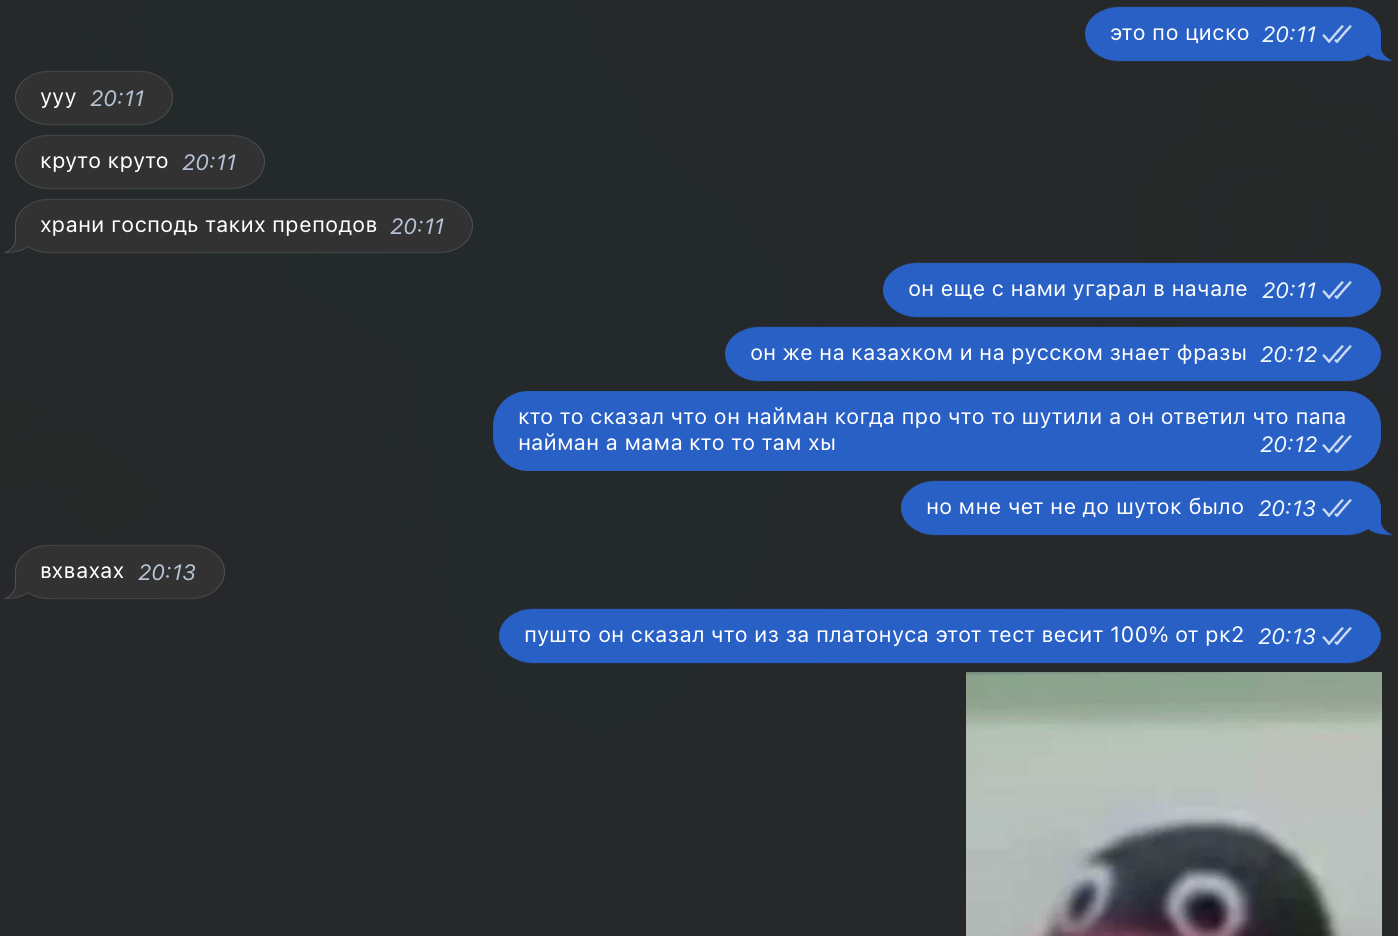 это по циско 20:11
ууу 20:11
круто круто 20:11
храни господь таких преподов 20:11
он еще с нами угарал в начале 20:11
он же на казахком и на русском знает фразы 20:12
кто то сказал что он найман когда про что то шутили а он ответил что папа
найман а мама кто то там хы 20:12
но мне чет не до шуток было 20:13
вхвахах 20:13
пушто он сказал что из за платонуса этот тест весит 100% от рк2 20:13